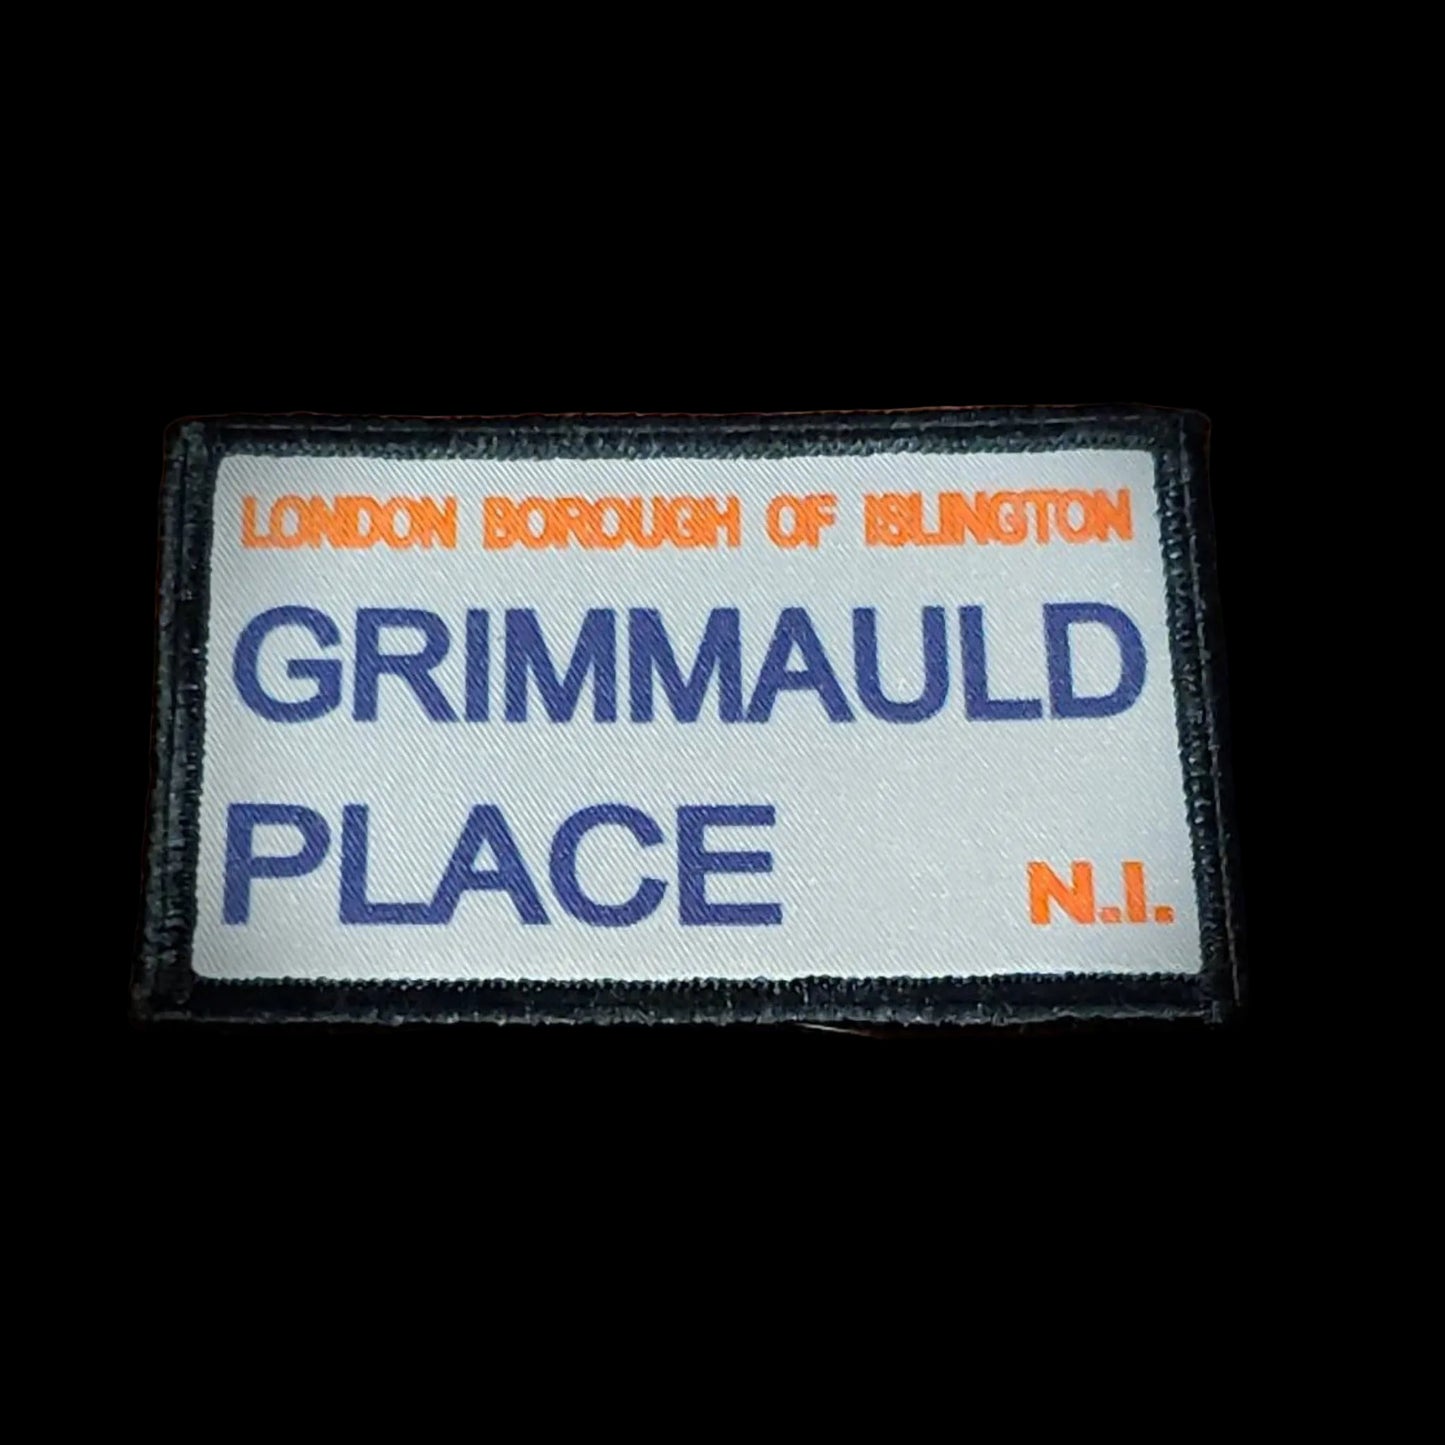 LONDON BOROUGH OF ISLINGTON
GRIMMAULD
PLACE
N.I.